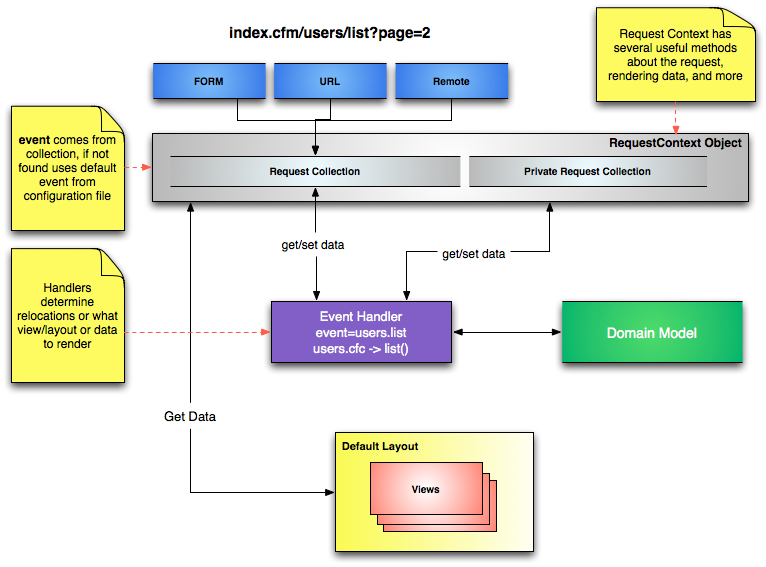 index.cfm/users/list?page=2
Request Context has
several useful methods
about the request,
rendering data, and more
FORM
URL
Remote
event comes from
collection, if not
found uses default
event from
configuration file
RequestContext Object
Request Collection
Private Request Collection
get/set data
get/set data
Handlers
determine
relocations or what
view/layout or data
to render
Event Handler
event=users.list
users.cfc -> list()
Domain Model
Get Data
Default Layout
Views